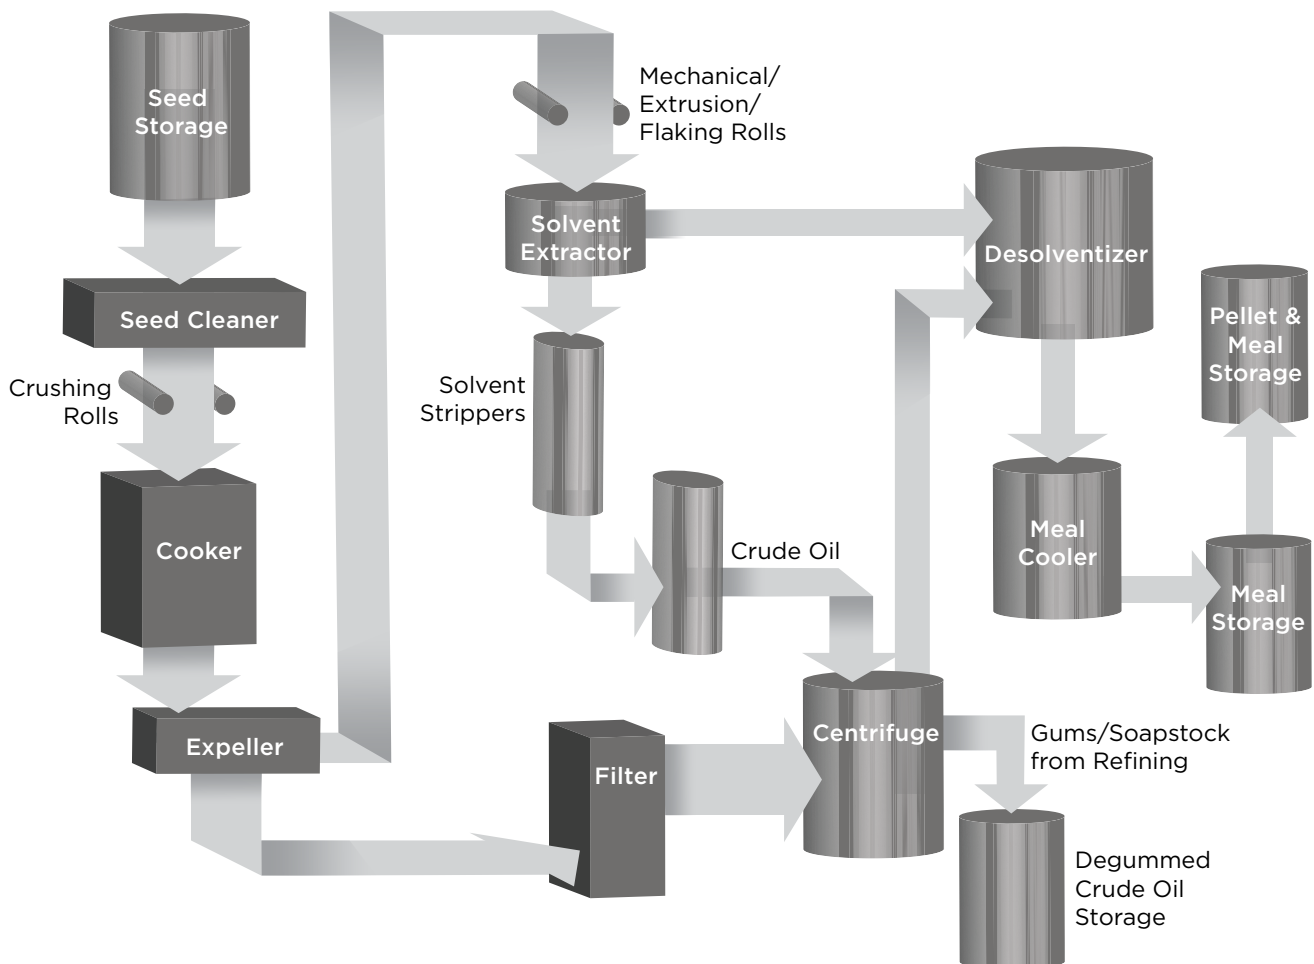 Seed
Storage
Seed Cleaner
Crushing
Rolls
Cooker
Expeller
Mechanical/
Extrusion/
Flaking Rolls
Solvent
Extractor
Solvent
Strippers
Crude Oil
Filter
Centrifuge
Gums/Soapstock
from Refining
Degummed
Crude Oil
Storage
Desolventizer
Meal
Cooler
Meal
Storage
Pellet &
Meal
Storage